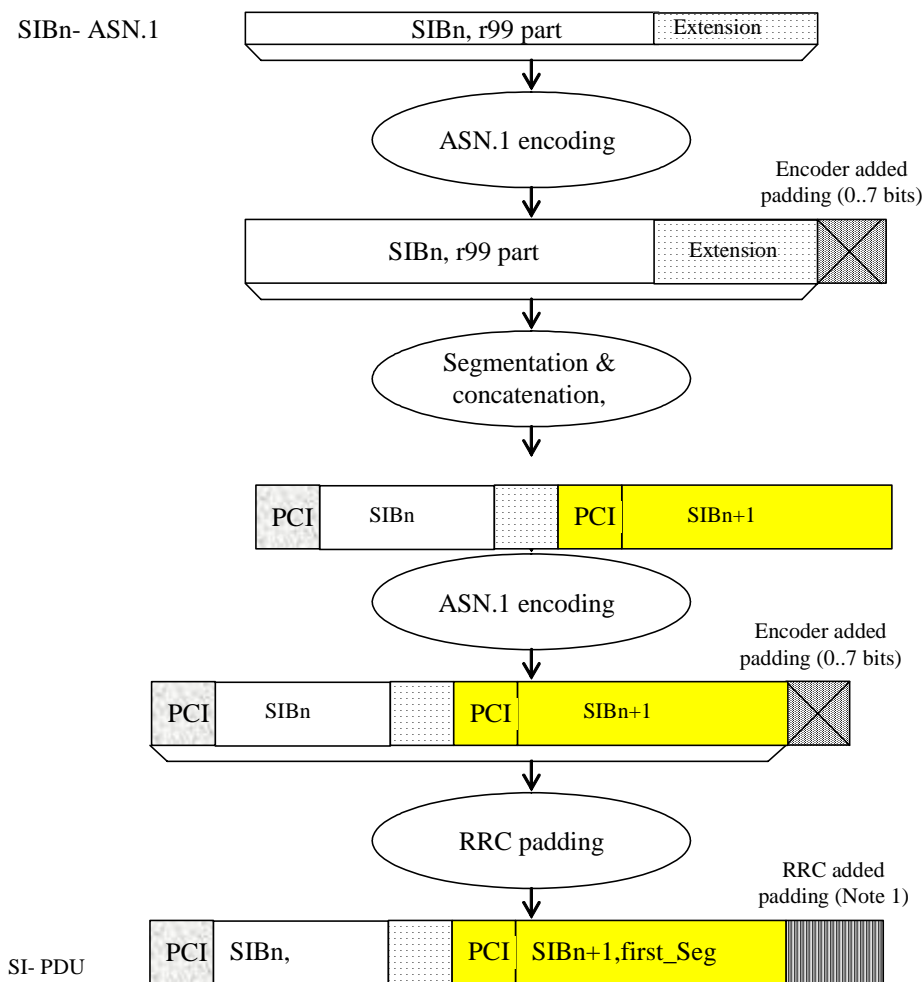 SIBn- ASN.1
SIBn, r99 part
Extension
ASN.1 encoding
Encoder added
padding (0..7 bits)
SIBn, r99 part
Extension
Segmentation &
concatenation,
PCI
SIBn
PCI
SIBn+1
ASN.1 encoding
Encoder added
padding (0..7 bits)
PCI
SIBn
PCI
SIBn+1
RRC padding
RRC added
padding (Note 1)
SI- PDU
PCI
SIBn,
PCI
SIBn+1,first_Seg